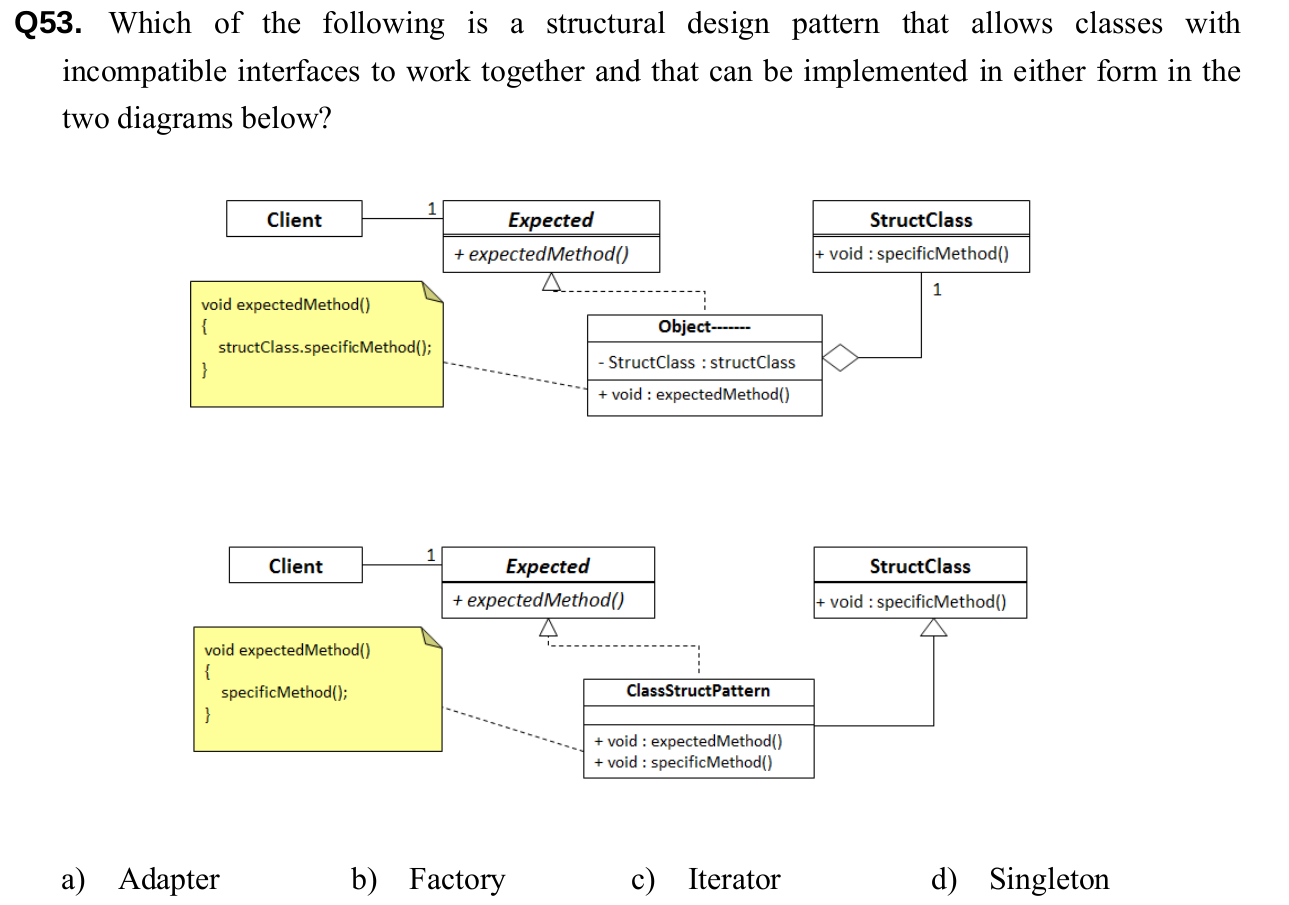 Q53. Which of the following is a structural design pattern that allows classes with
incompatible interfaces to work together and that can be implemented in either form in the
two diagrams below?
Client
1
Expected
+ expectedMethod()
StructClass
+ void : specificMethod()
1
void expectedMethod()
{
structClass.specificMethod();
}
Object-------
- StructClass : structClass
+ void : expectedMethod()
Client
1
Expected
+ expectedMethod()
StructClass
+ void : specificMethod()
void expectedMethod()
{
specificMethod();
}
ClassStructPattern
+ void : expectedMethod()
+ void : specificMethod()
a) Adapter b) Factory c) Iterator d) Singleton